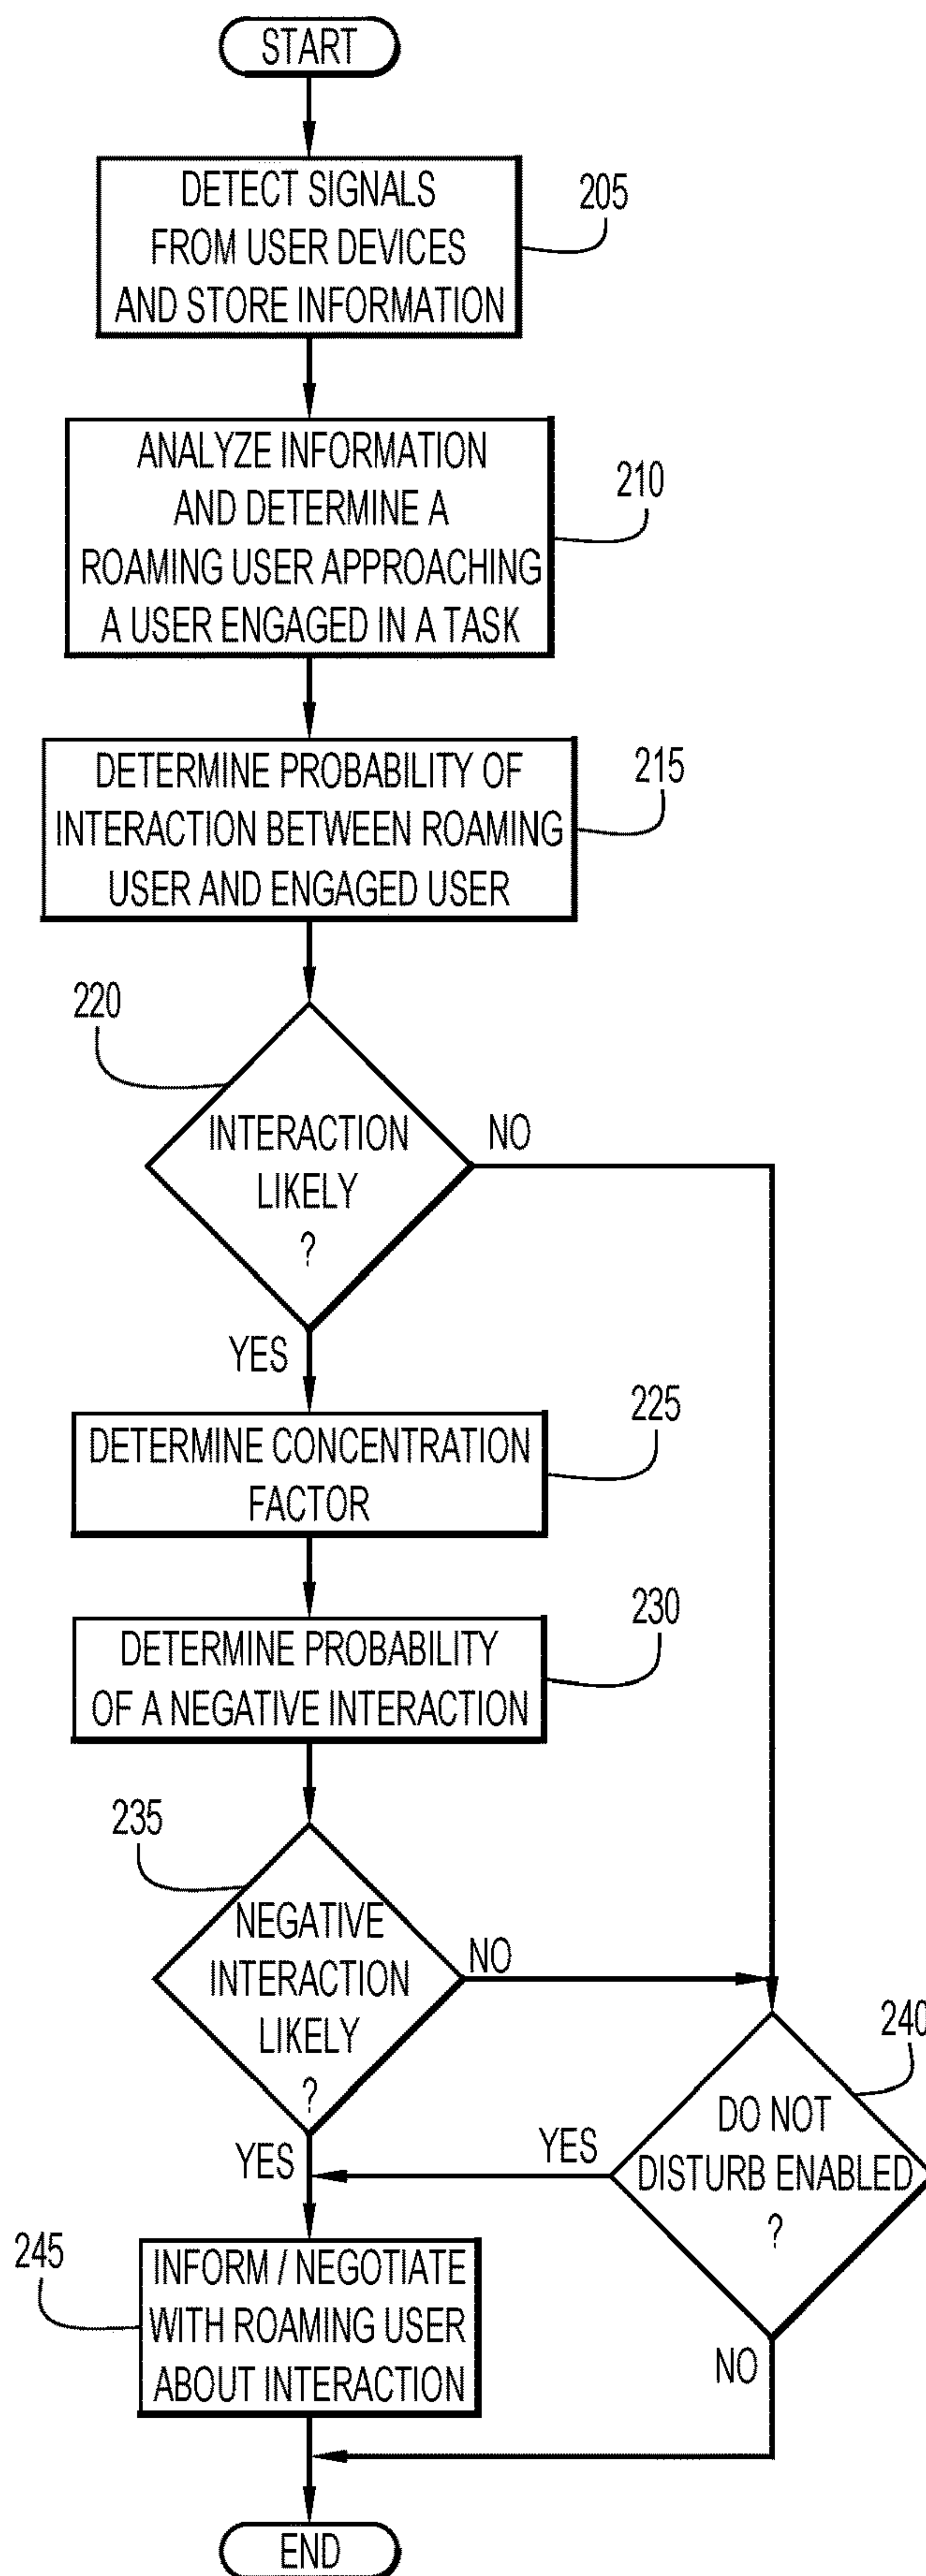 START
DETECT SIGNALS
FROM USER DEVICES
AND STORE INFORMATION
205
ANALYZE INFORMATION
AND DETERMINE A
ROAMING USER APPROACHING
A USER ENGAGED IN A TASK
210
DETERMINE PROBABILITY OF
INTERACTION BETWEEN ROAMING
USER AND ENGAGED USER
215
220
INTERACTION
LIKELY
?
NO
YES
DETERMINE CONCENTRATION
FACTOR
225
DETERMINE PROBABILITY
OF A NEGATIVE INTERACTION
230
235
NEGATIVE
INTERACTION
LIKELY
?
NO
YES
240
DO NOT
DISTURB ENABLED
?
YES
NO
245
INFORM / NEGOTIATE
WITH ROAMING USER
ABOUT INTERACTION
END